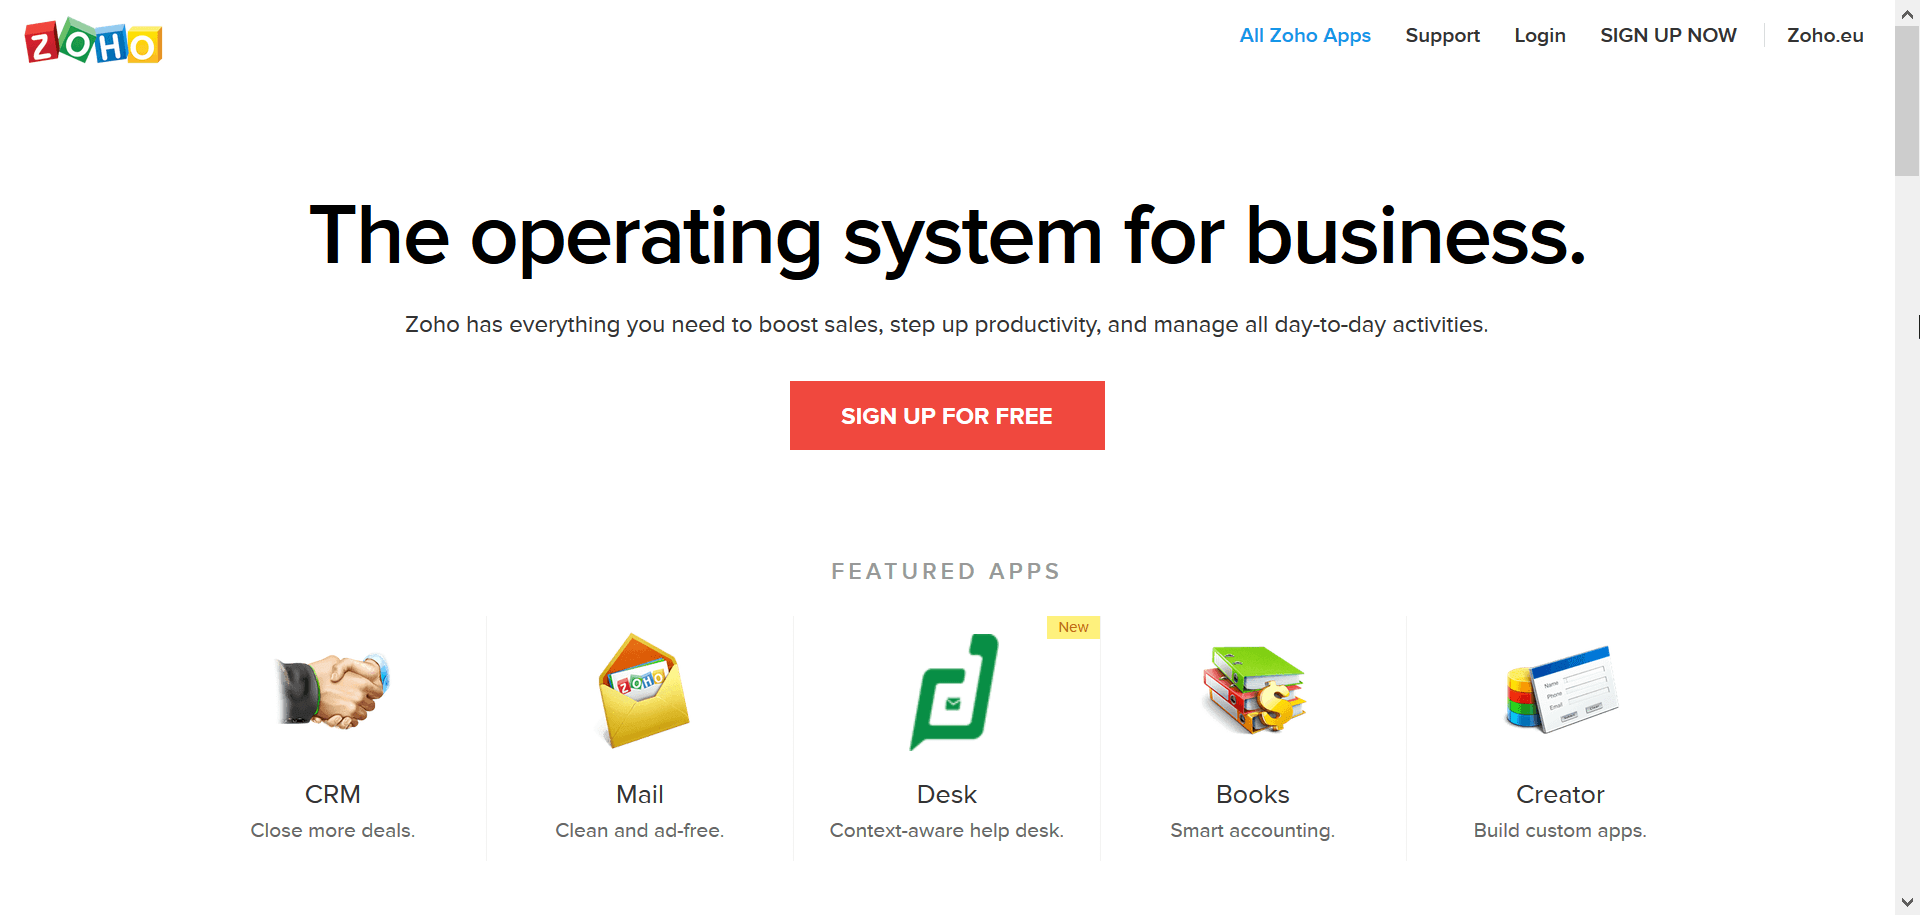 ZOHO
All Zoho Apps
Support
Login
SIGN UP NOW
Zoho.eu
The operating system for business.
Zoho has everything you need to boost sales, step up productivity, and manage all day-to-day activities.
SIGN UP FOR FREE
FEATURED APPS
New
ZOHO
Name
Phone
Email
CRM
Mail
Desk
Books
Creator
Close more deals.
Clean and ad-free.
Context-aware help desk.
Smart accounting.
Build custom apps.